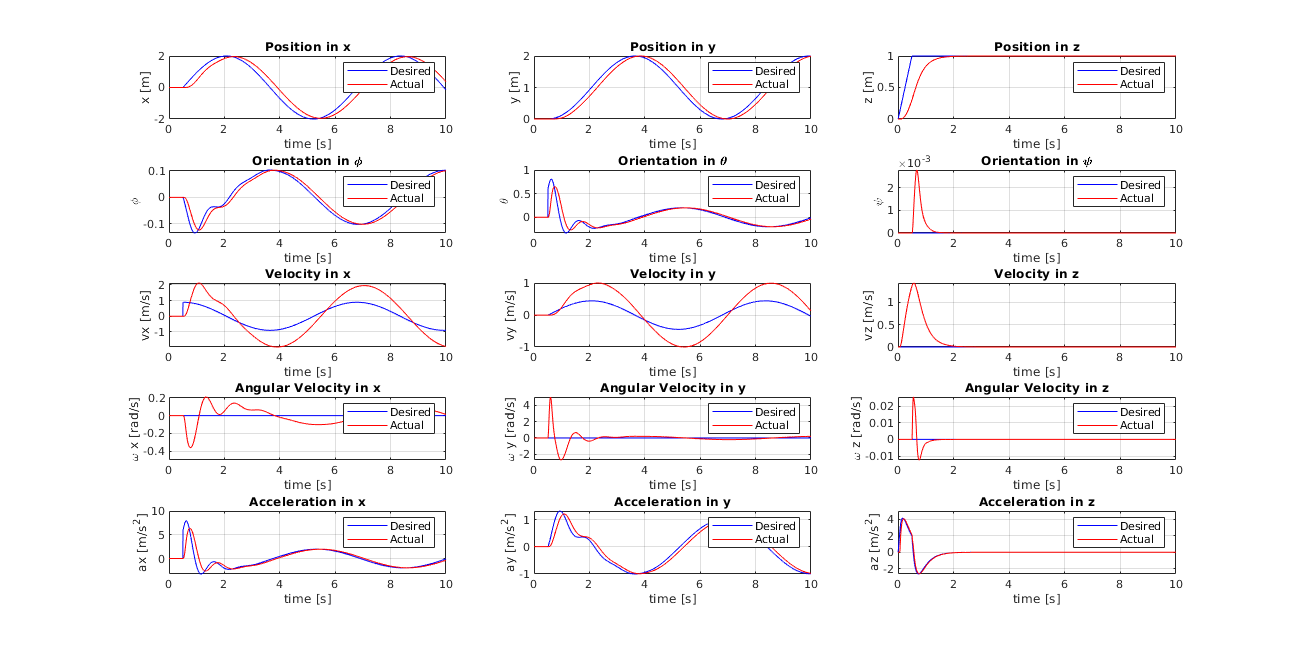 Position in x
Position in y
Position in z
x [m]
2
0
-2
Desired
Actual
0 2 4 6 8 10
time [s]
y [m]
2
1
0
Desired
Actual
0 2 4 6 8 10
time [s]
z [m]
1
0.5
0
Desired
Actual
0 2 4 6 8 10
time [s]
Orientation in ϕ
Orientation in θ
×10⁻³ Orientation in ψ
ϕ
0.1
0
-0.1
Desired
Actual
0 2 4 6 8 10
time [s]
θ
1
0.5
0
Desired
Actual
0 2 4 6 8 10
time [s]
ψ
2
1
0
Desired
Actual
0 2 4 6 8 10
time [s]
Velocity in x
Velocity in y
Velocity in z
vx [m/s]
2
1
0
-1
0 2 4 6 8 10
time [s]
vy [m/s]
1
0
-1
0 2 4 6 8 10
time [s]
vz [m/s]
1
0.5
0
0 2 4 6 8 10
time [s]
Angular Velocity in x
Angular Velocity in y
Angular Velocity in z
ω x [rad/s]
0.2
0
-0.2
-0.4
Desired
Actual
0 2 4 6 8 10
time [s]
ω y [rad/s]
4
2
0
-2
Desired
Actual
0 2 4 6 8 10
time [s]
ω z [rad/s]
0.02
0.01
0
-0.01
Desired
Actual
0 2 4 6 8 10
time [s]
Acceleration in x
Acceleration in y
Acceleration in z
ax [m/s²]
10
5
0
Desired
Actual
0 2 4 6 8 10
time [s]
ay [m/s²]
1
0
-1
Desired
Actual
0 2 4 6 8 10
time [s]
az [m/s²]
4
2
0
-2
Desired
Actual
0 2 4 6 8 10
time [s]